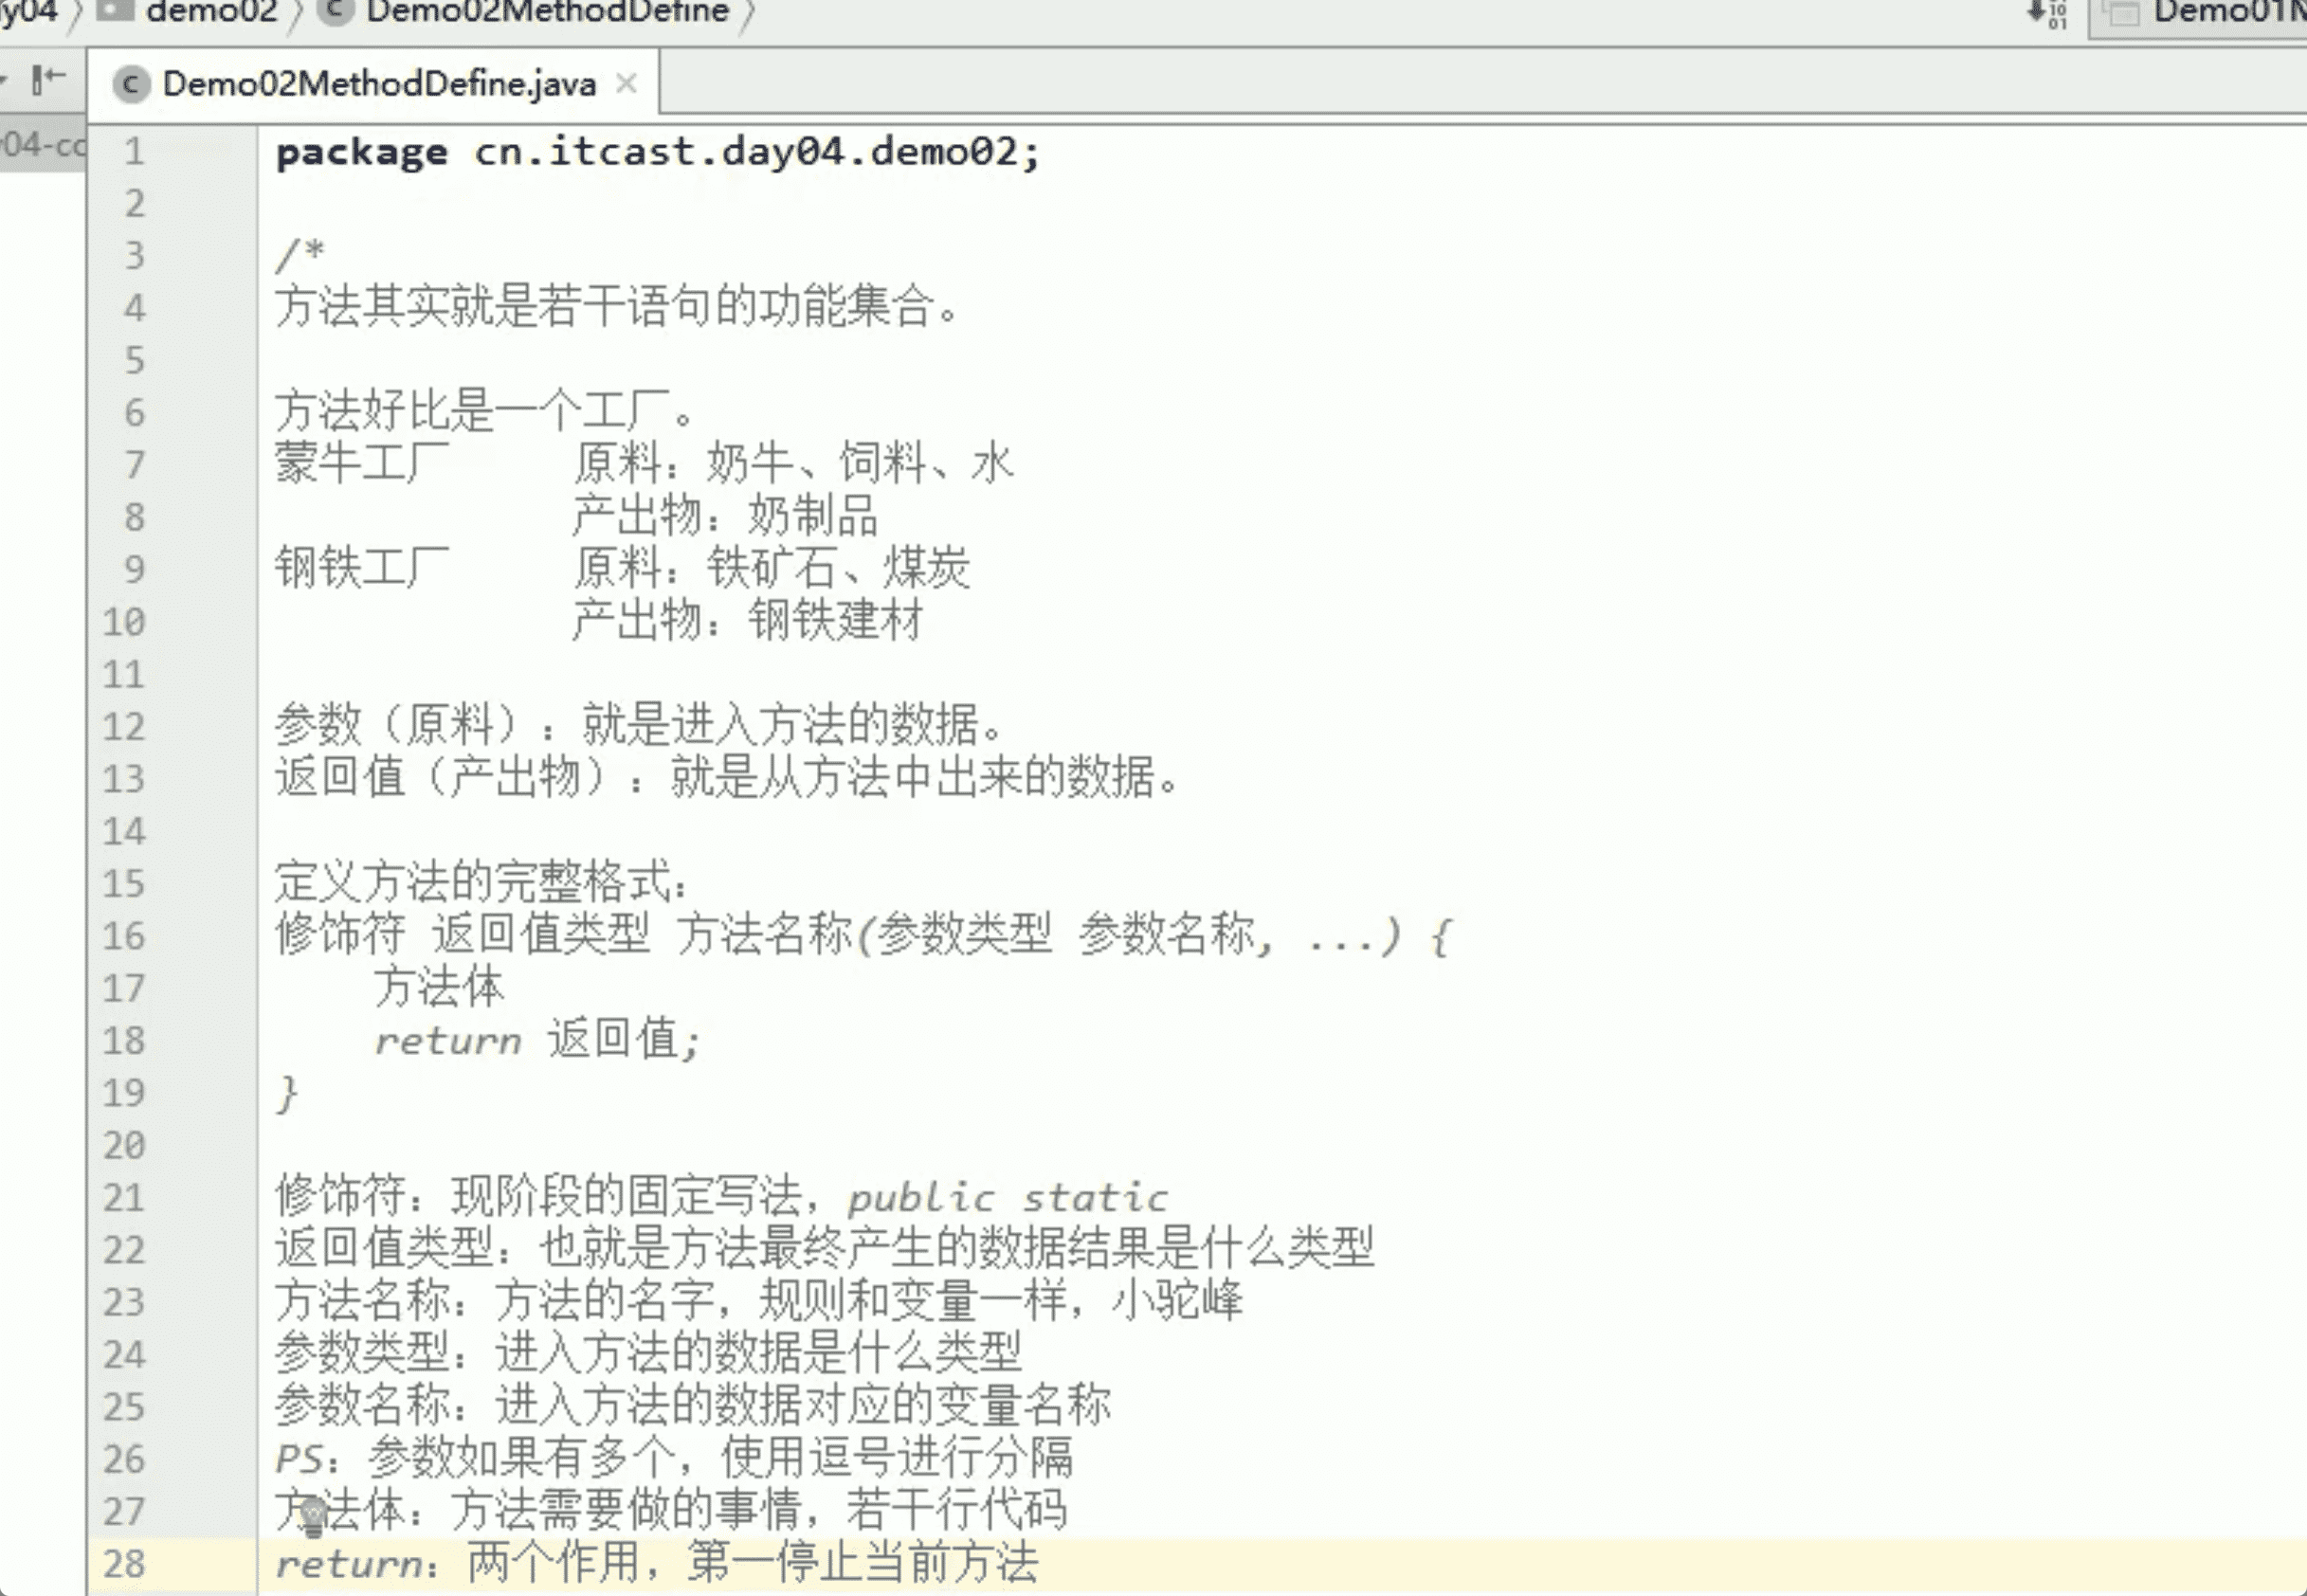 demo02 Demo02MethodDefine
Demo02MethodDefine.java
1 package cn.itcast.day04.demo02;
2
3 /*
4 方法其实就是若干语句的功能集合。
5
6 方法好比是一个工厂。
7 蒙牛工厂 原料：奶牛、饲料、水
8 产出物：奶制品
9 钢铁工厂 原料：铁矿石、煤炭
10 产出物：钢铁建材
11
12 参数（原料）：就是进入方法的数据。
13 返回值（产出物）：就是从方法中出来的数据。
14
15 定义方法的完整格式：
16 修饰符 返回值类型 方法名称(参数类型 参数名称, ...) {
17 方法体
18 return 返回值;
19 }
20
21 修饰符：现阶段的固定写法，public static
22 返回值类型：也就是方法最终产生的数据结果是什么类型
23 方法名称：方法的名字，规则和变量一样，小驼峰
24 参数类型：进入方法的数据是什么类型
25 参数名称：进入方法的数据对应的变量名称
26 PS：参数如果有多个，使用逗号进行分隔
27 方法体：方法需要做的事情，若干行代码
28 return：两个作用，第一停止当前方法